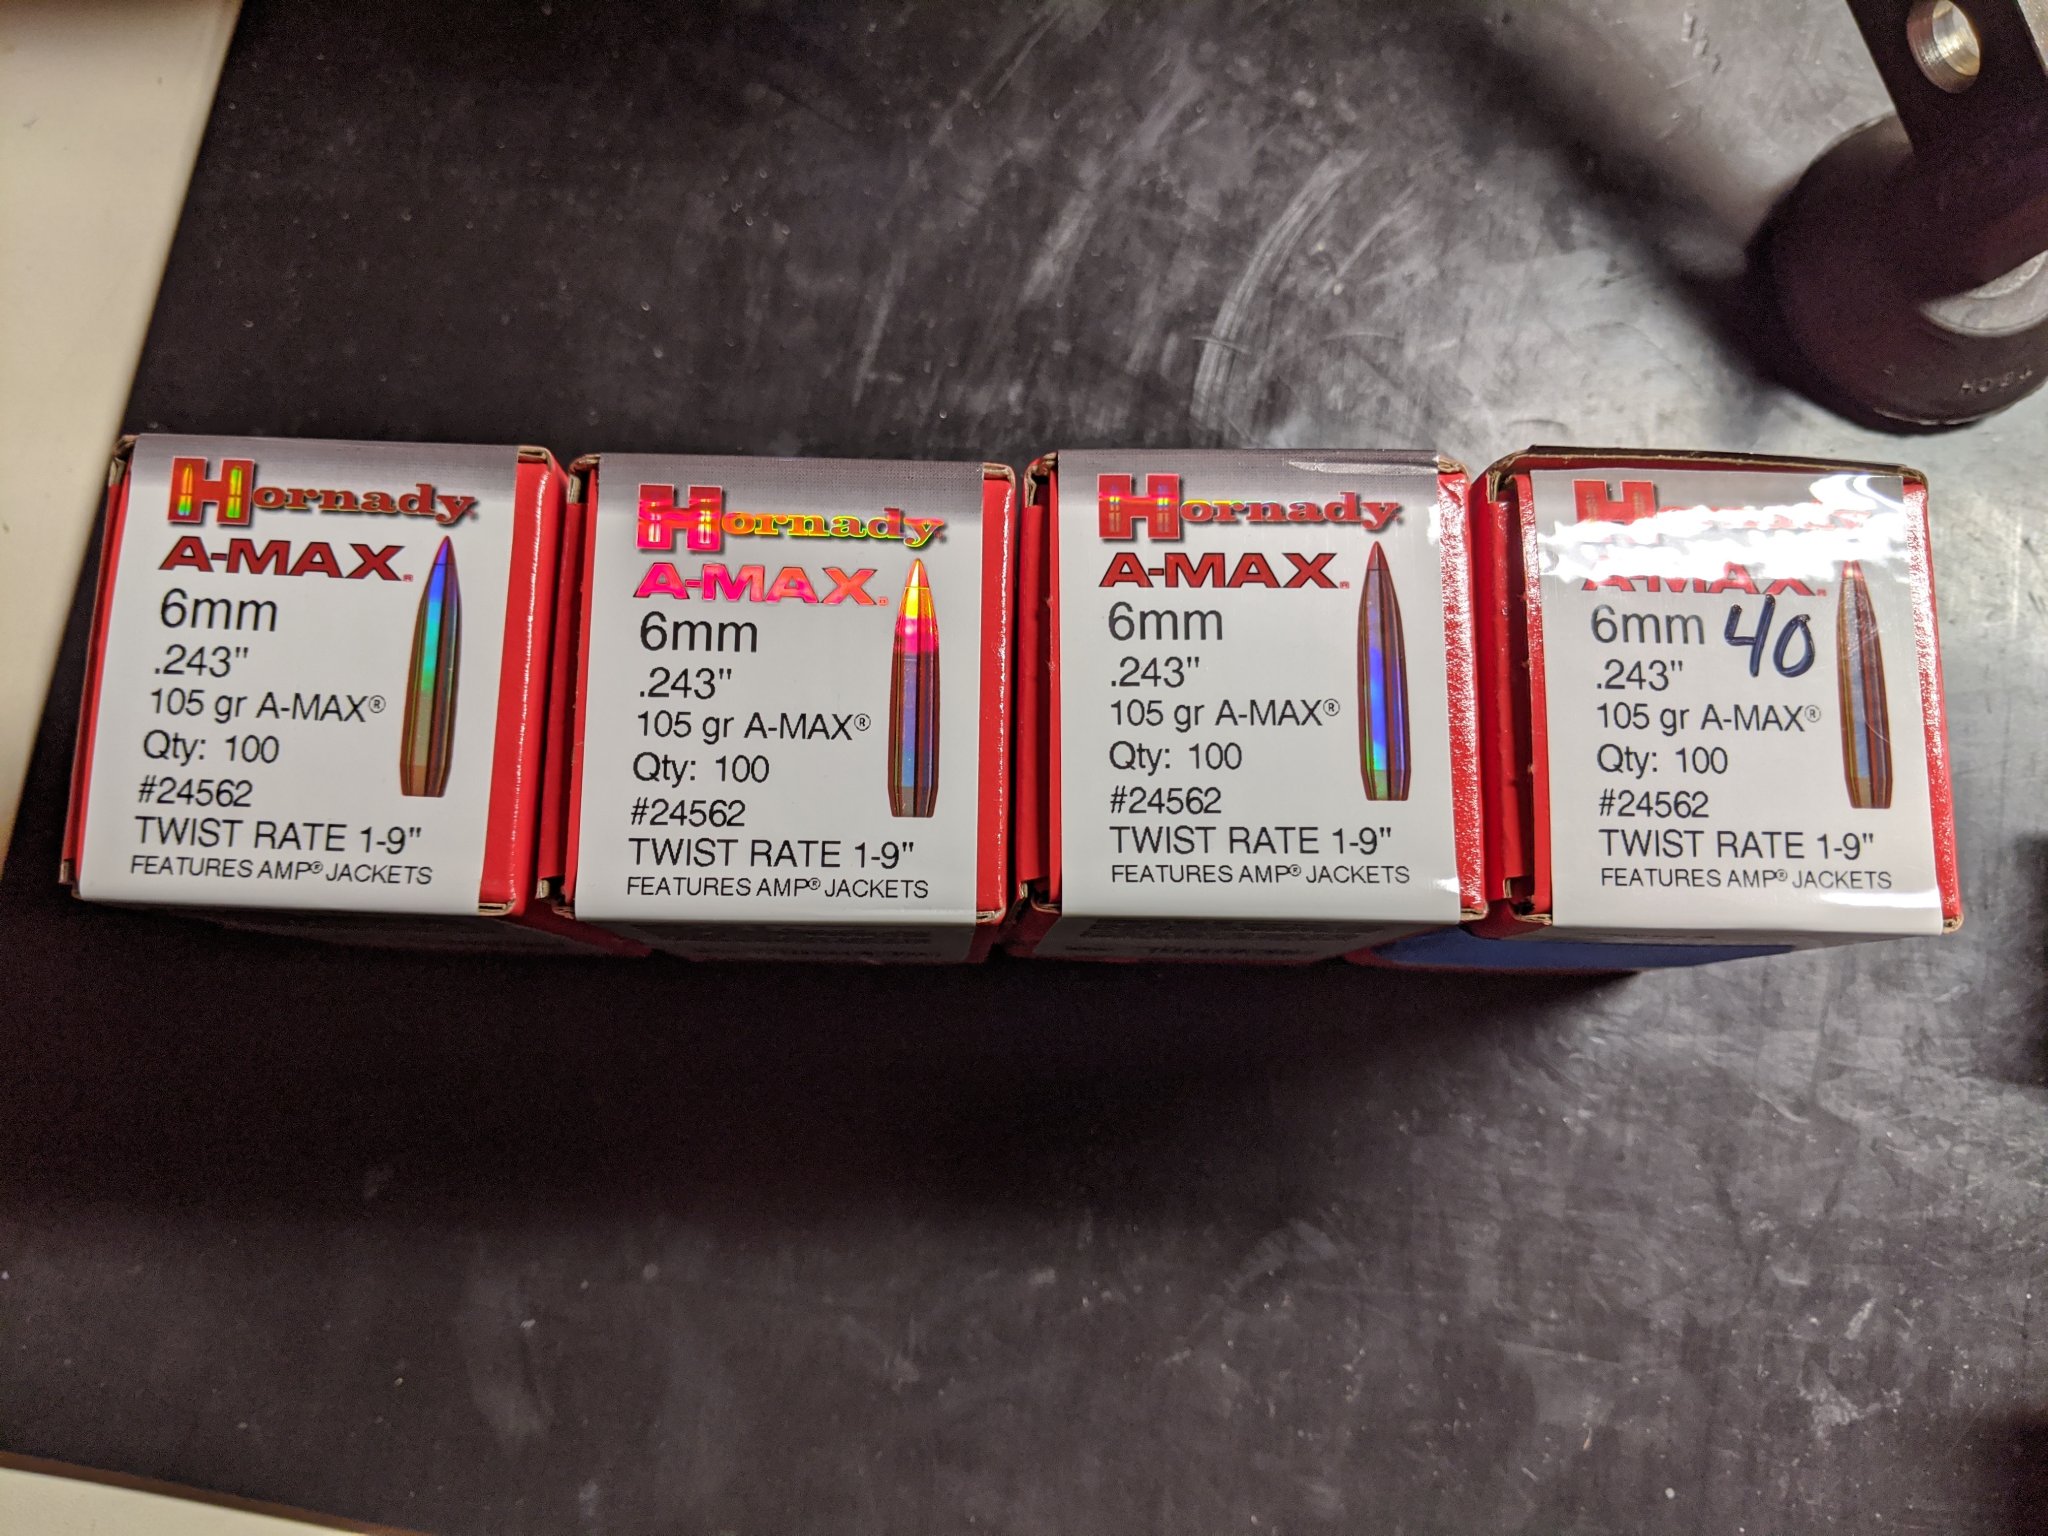 Hornady
A-MAX®
6mm
.243"
105 gr A-MAX®
Qty: 100
#24562
TWIST RATE 1-9"
FEATURES AMP® JACKETS
Hornady
A-MAX®
6mm
.243"
105 gr A-MAX®
Qty: 100
#24562
TWIST RATE 1-9"
FEATURES AMP® JACKETS
Hornady
A-MAX®
6mm
.243"
105 gr A-MAX®
Qty: 100
#24562
TWIST RATE 1-9"
FEATURES AMP® JACKETS
Hornady
A-MAX®
6mm 40
.243"
105 gr A-MAX®
Qty: 100
#24562
TWIST RATE 1-9"
FEATURES AMP® JACKETS